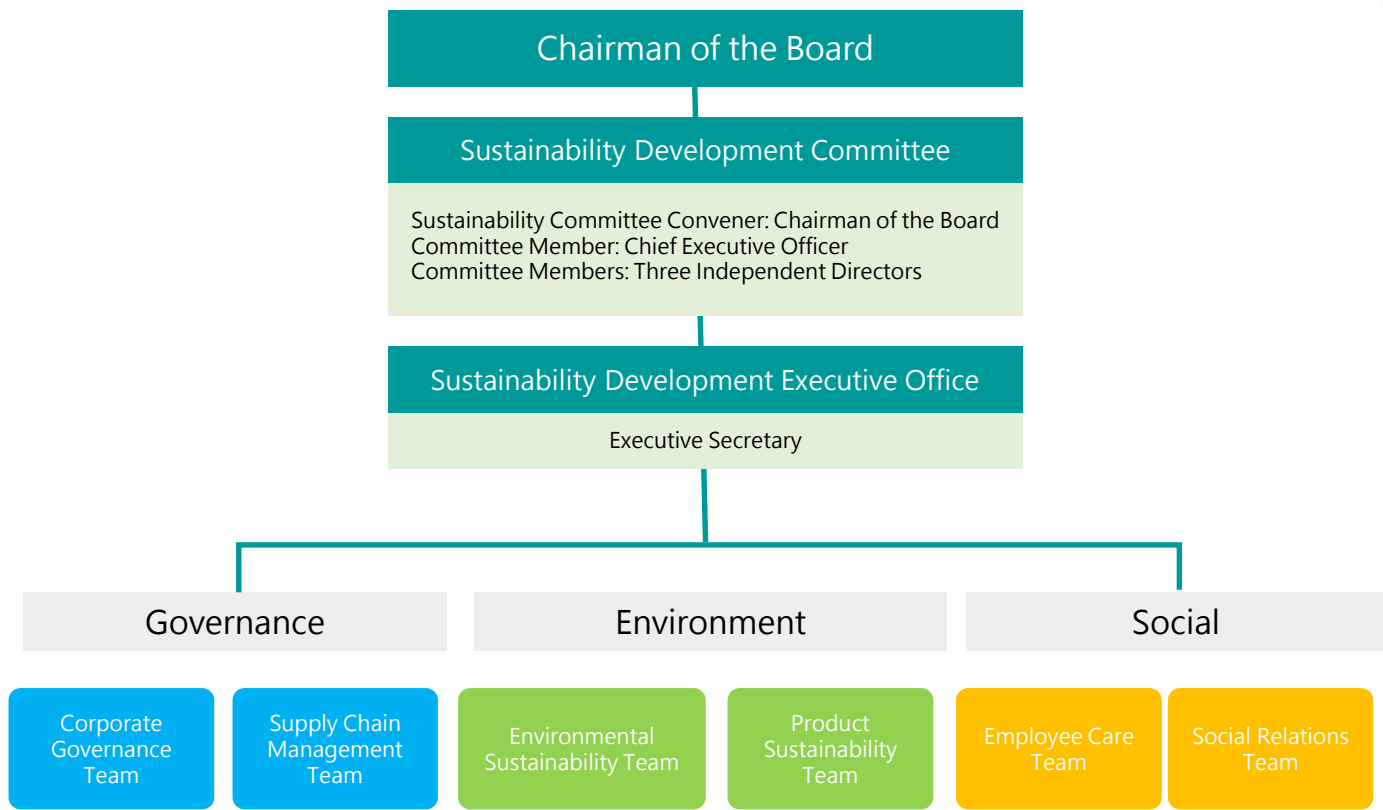 Chairman of the Board
Sustainability Development Committee
Sustainability Committee Convener: Chairman of the Board
Committee Member: Chief Executive Officer
Committee Members: Three Independent Directors
Sustainability Development Executive Office
Executive Secretary
Governance
Environment
Social
Corporate
Governance
Team
Supply Chain
Management
Team
Environmental
Sustainability Team
Product
Sustainability
Team
Employee Care
Team
Social Relations
Team